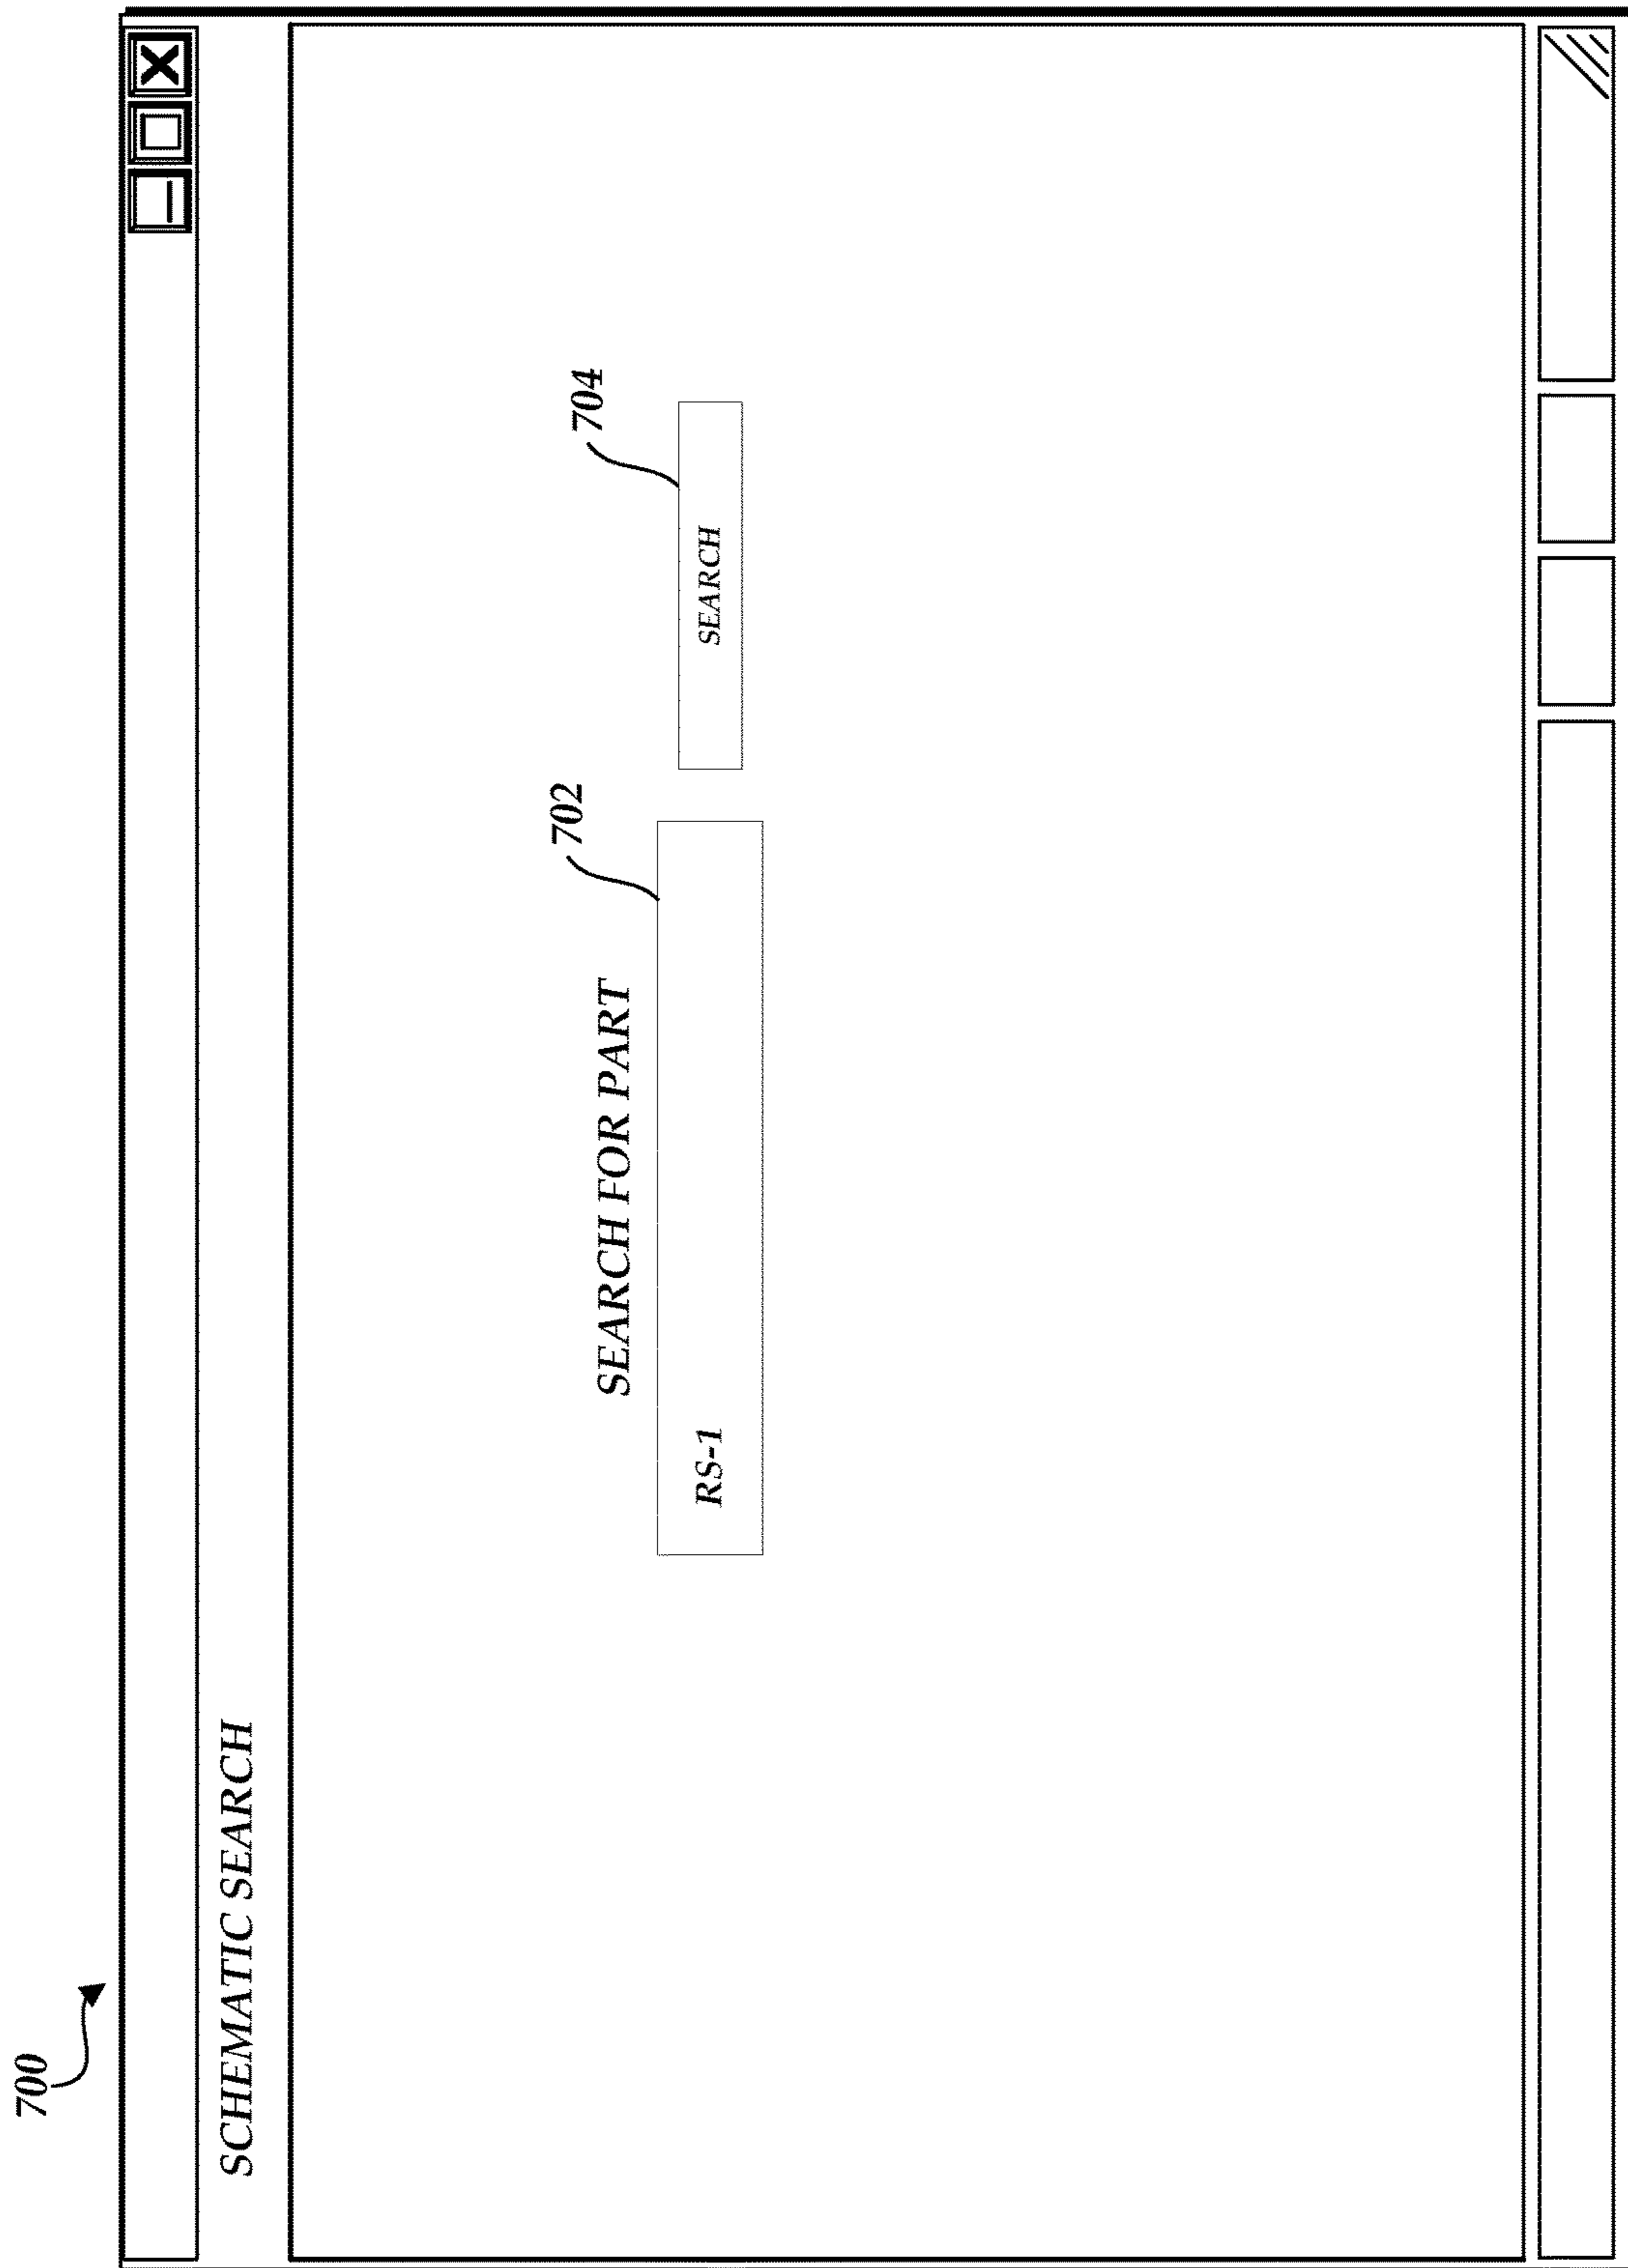 700
SCHEMATIC SEARCH
SEARCH FOR PART
702
704
RS-1
SEARCH